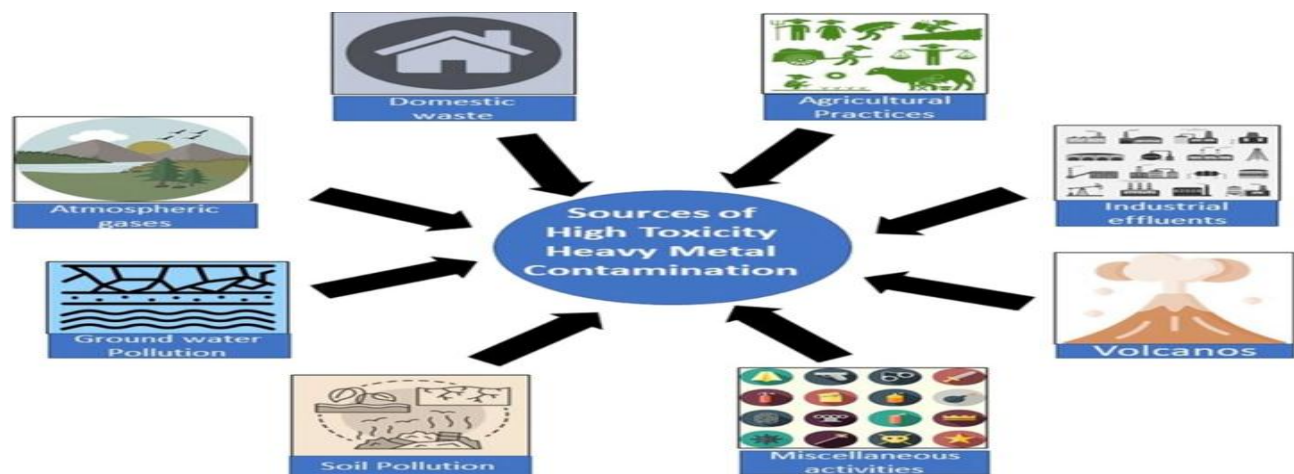 Domestic
waste
Agricultural
Practices
Atmospheric
gases
Industrial
effluents
Sources of
High Toxicity
Heavy Metal
Contamination
Ground water
Pollution
Volcanos
Soil Pollution
Miscellaneous
activities